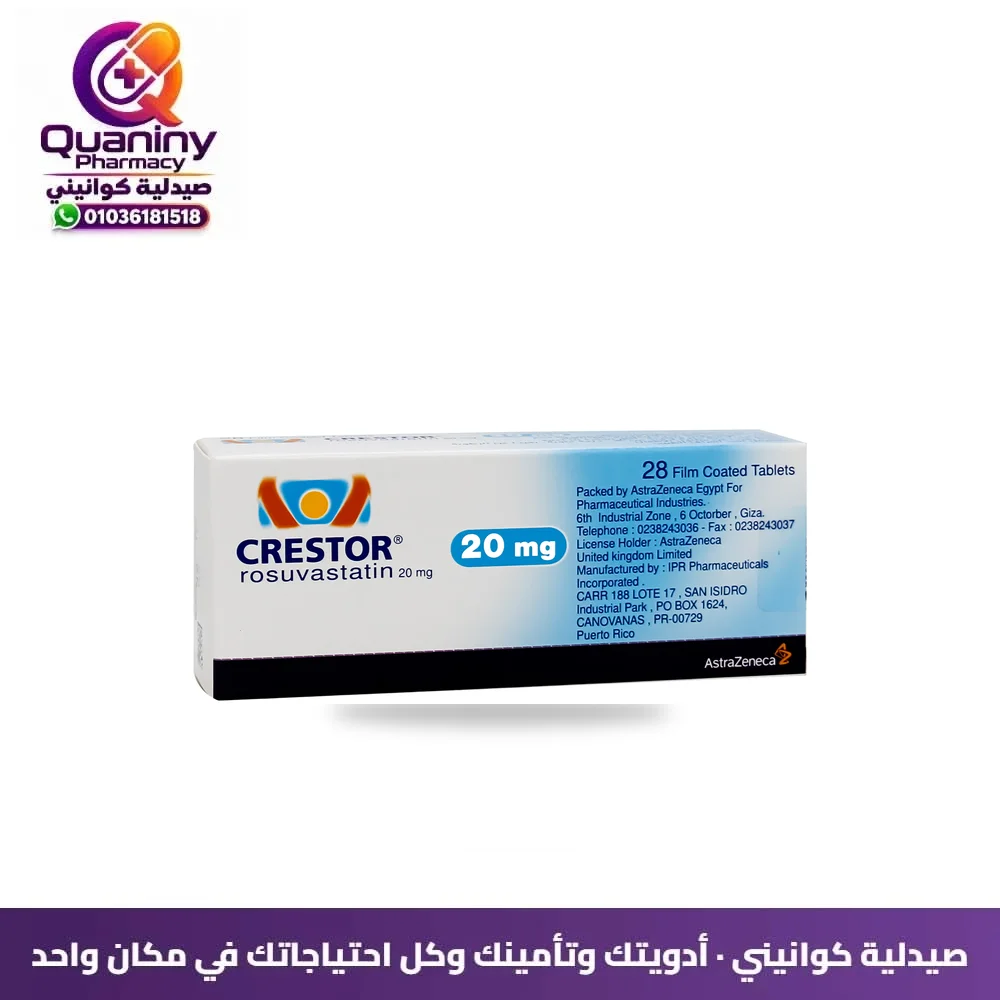 Quaniny
Pharmacy
صيدلية كوانيني
01036181518
CRESTOR
28 Film Coated Tablets
Packed by AstraZeneca Egypt For
Pharmaceutical Industries.
6th Industrial Zone , 6 Octorber , Giza.
Telephone : 0238243036 - Fax : 0238243037
License Holder : AstraZeneca
United kingdom Limited
Manufactured by : IPR Pharmaceuticals
Incorporated .
CARR 188 LOTE 17 , SAN ISIDRO
Industrial Park , PO BOX 1624,
CANOVANAS , PR-00729
Puerto Rico
CRESTOR®
rosuvastatin 20 mg
20 mg
AstraZeneca
صيدلية كوانيني · أدويتك وتأمينك وكل احتياجاتك في مكان واحد